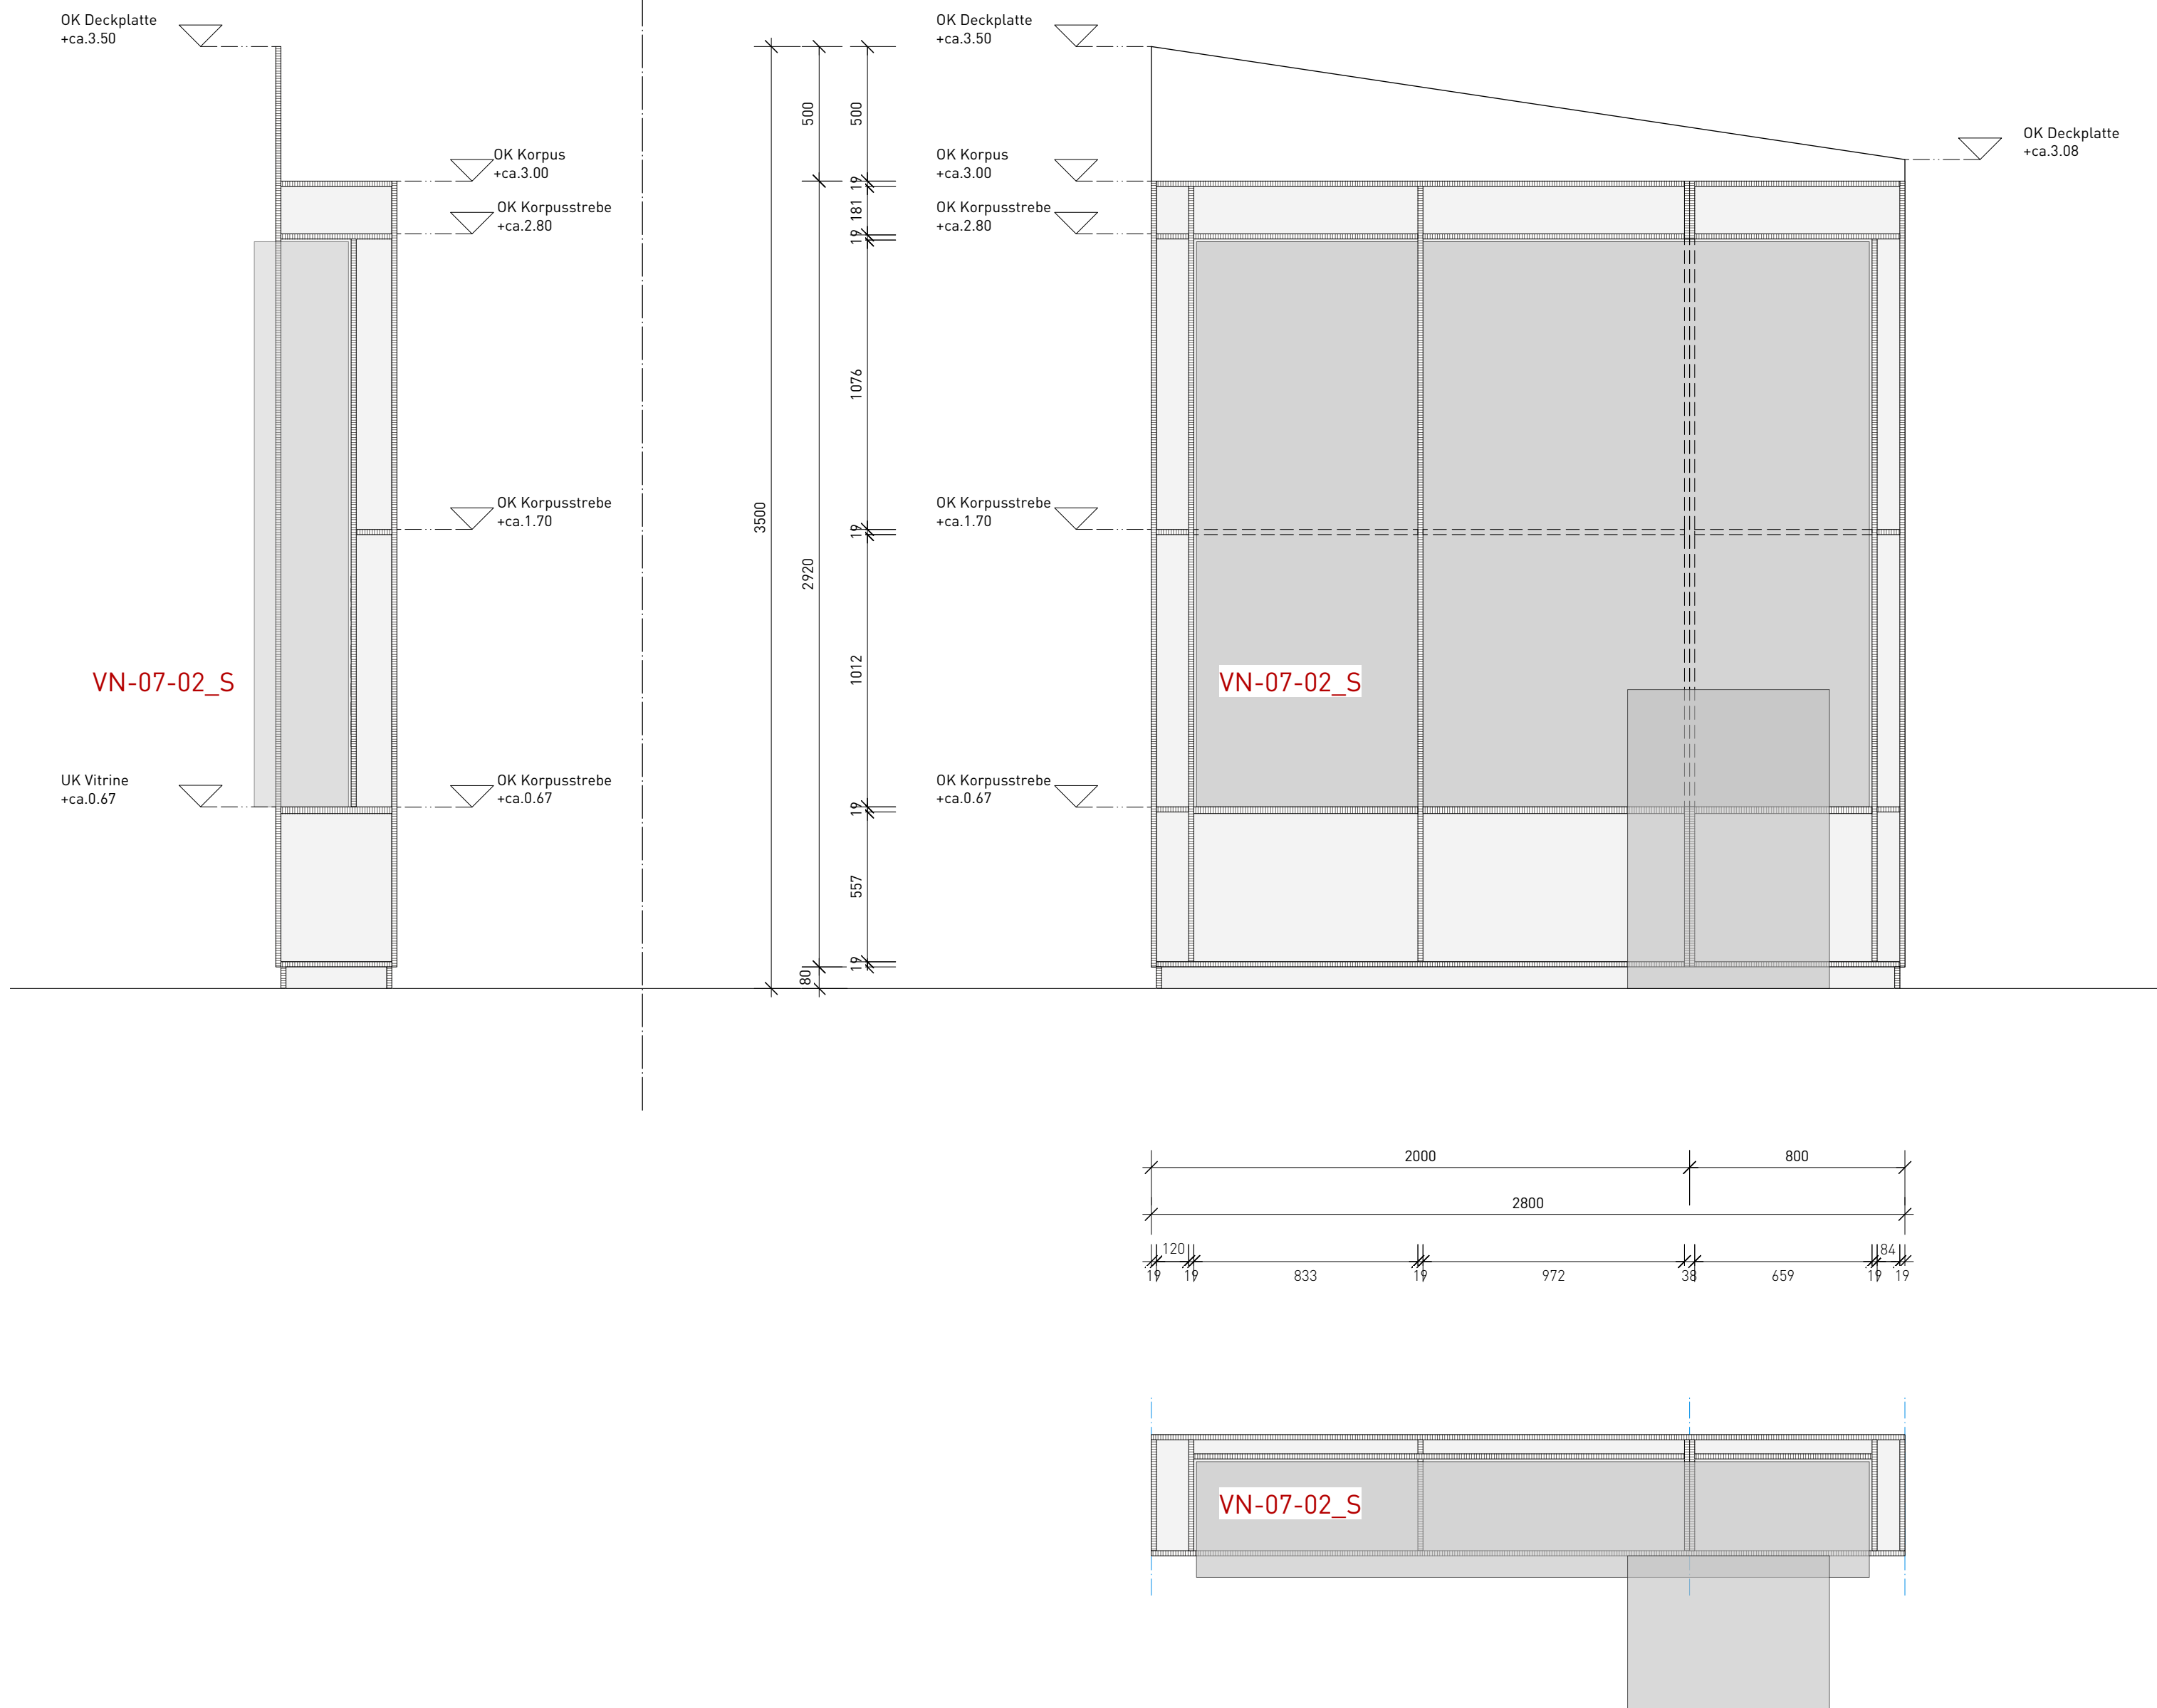 OK Deckplatte
+ca.3.50
OK Korpus
+ca.3.00
OK Korpusstrebe
+ca.2.80
OK Korpusstrebe
+ca.1.70
VN-07-02_S
UK Vitrine
+ca.0.67
OK Korpusstrebe
+ca.0.67
3500
500
2920
80
500
19
181
19
1076
19
1012
19
557
19
OK Deckplatte
+ca.3.50
OK Deckplatte
+ca.3.08
OK Korpus
+ca.3.00
OK Korpusstrebe
+ca.2.80
OK Korpusstrebe
+ca.1.70
VN-07-02_S
OK Korpusstrebe
+ca.0.67
2000 800
2800
120 84
19 19 833 19 972 38 659 19 19
VN-07-02_S